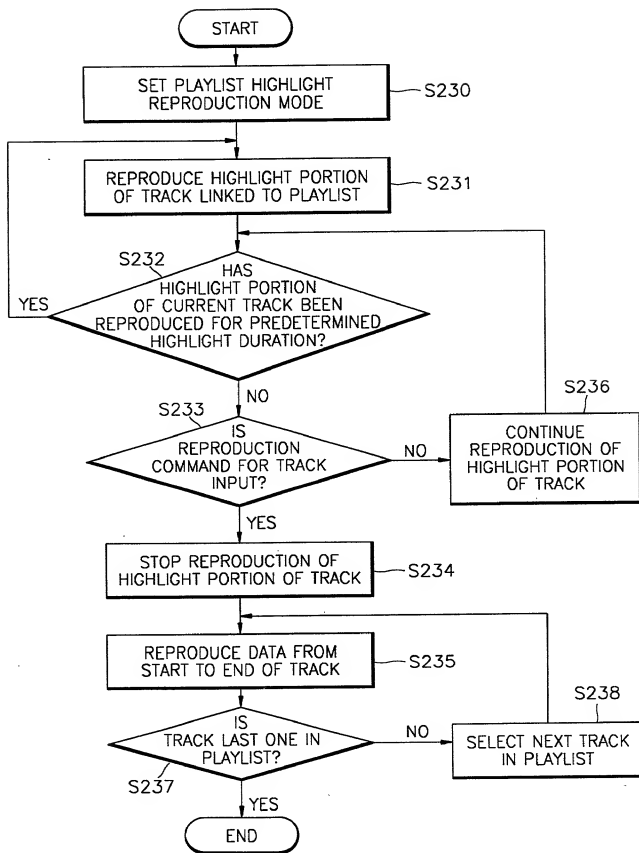 START
SET PLAYLIST HIGHLIGHT
REPRODUCTION MODE
S230
REPRODUCE HIGHLIGHT PORTION
OF TRACK LINKED TO PLAYLIST
S231
S232
HAS
HIGHLIGHT PORTION
OF CURRENT TRACK BEEN
REPRODUCED FOR PREDETERMINED
HIGHLIGHT DURATION?
YES
NO
S233
IS
REPRODUCTION
COMMAND FOR TRACK
INPUT?
NO
S236
CONTINUE
REPRODUCTION OF
HIGHLIGHT PORTION
OF TRACK
YES
STOP REPRODUCTION OF
HIGHLIGHT PORTION OF TRACK
S234
REPRODUCE DATA FROM
START TO END OF TRACK
S235
IS
TRACK LAST ONE IN
PLAYLIST?
S237
NO
S238
SELECT NEXT TRACK
IN PLAYLIST
YES
END